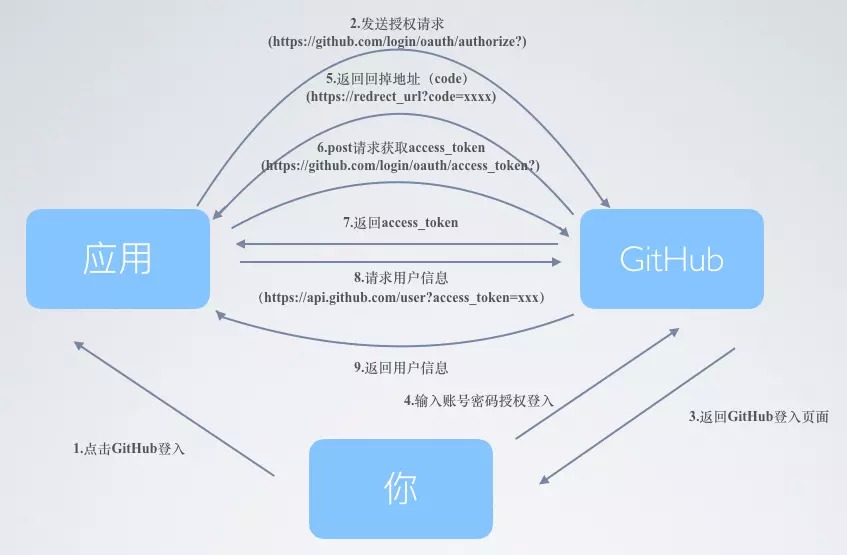 2.发送授权请求
(https://github.com/login/oauth/authorize?)
5.返回回掉地址（code）
(https://redrect_url?code=xxxx)
6.post请求获取access_token
(https://github.com/login/oauth/access_token?)
7.返回access_token
应用
GitHub
8.请求用户信息
（https://api.github.com/user?access_token=xxx）
9.返回用户信息
4.输入账号密码授权登入
3.返回GitHub登入页面
1.点击GitHub登入
你